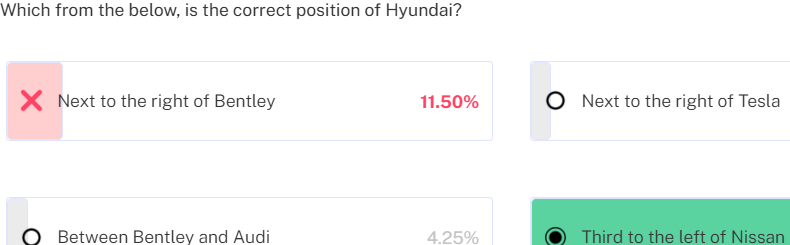 Which from the below, is the correct position of Hyundai?
Next to the right of Bentley 11.50%
Next to the right of Tesla
Between Bentley and Audi 4.25%
Third to the left of Nissan